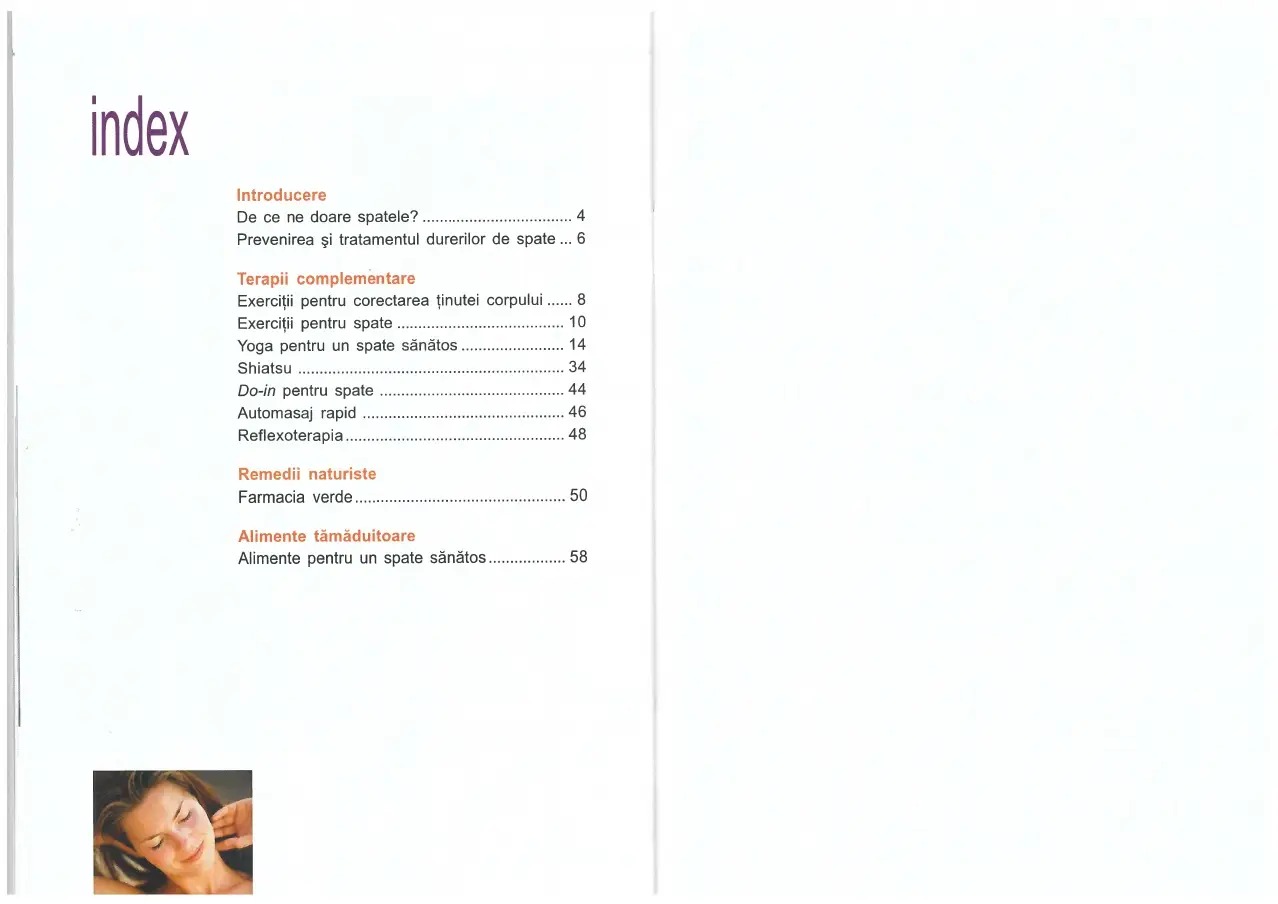 index
Introducere
De ce ne doare spatele? ................................... 4
Prevenirea şi tratamentul durerilor de spate ... 6
Terapii complementare
Exerciţii pentru corectarea ţinutei corpului ...... 8
Exerciţii pentru spate ....................................... 10
Yoga pentru un spate sănătos ........................ 14
Shiatsu .............................................................. 34
Do-in pentru spate ........................................... 44
Automasaj rapid ............................................... 46
Reflexoterapia ................................................... 48
Remedii naturiste
Farmacia verde ................................................. 50
Alimente tămăduitoare
Alimente pentru un spate sănătos .................. 58